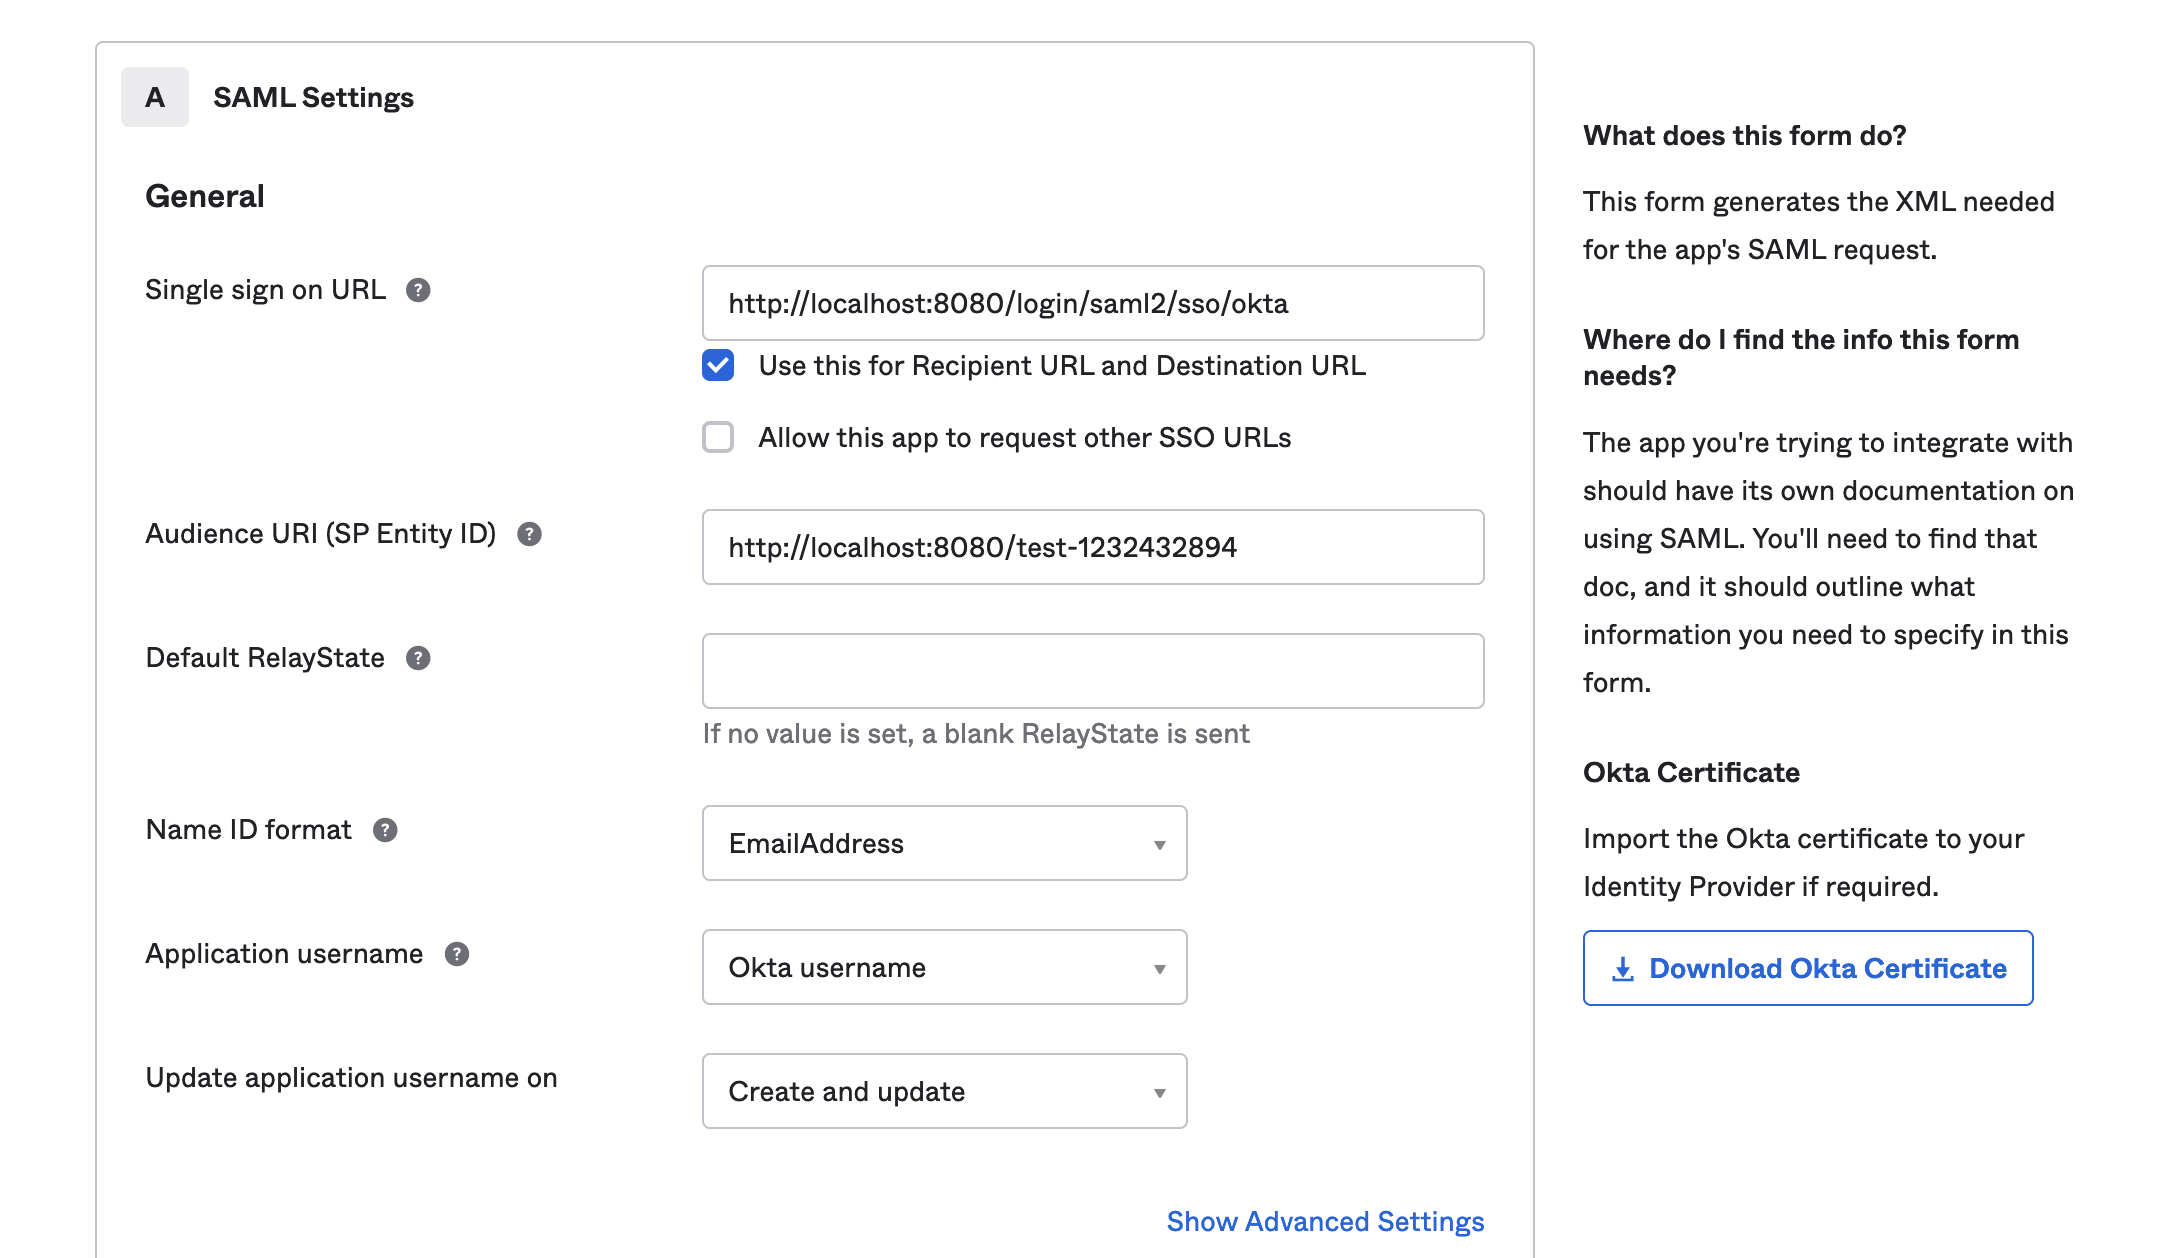 A
SAML Settings
General
Single sign on URL ?
http://localhost:8080/login/saml2/sso/okta
Use this for Recipient URL and Destination URL
Allow this app to request other SSO URLs
Audience URI (SP Entity ID) ?
http://localhost:8080/test-1232432894
Default RelayState ?
If no value is set, a blank RelayState is sent
Name ID format ?
EmailAddress
Application username ?
Okta username
Update application username on
Create and update
Show Advanced Settings
What does this form do?
This form generates the XML needed
for the app's SAML request.
Where do I find the info this form
needs?
The app you're trying to integrate with
should have its own documentation on
using SAML. You'll need to find that
doc, and it should outline what
information you need to specify in this
form.
Okta Certificate
Import the Okta certificate to your
Identity Provider if required.
Download Okta Certificate